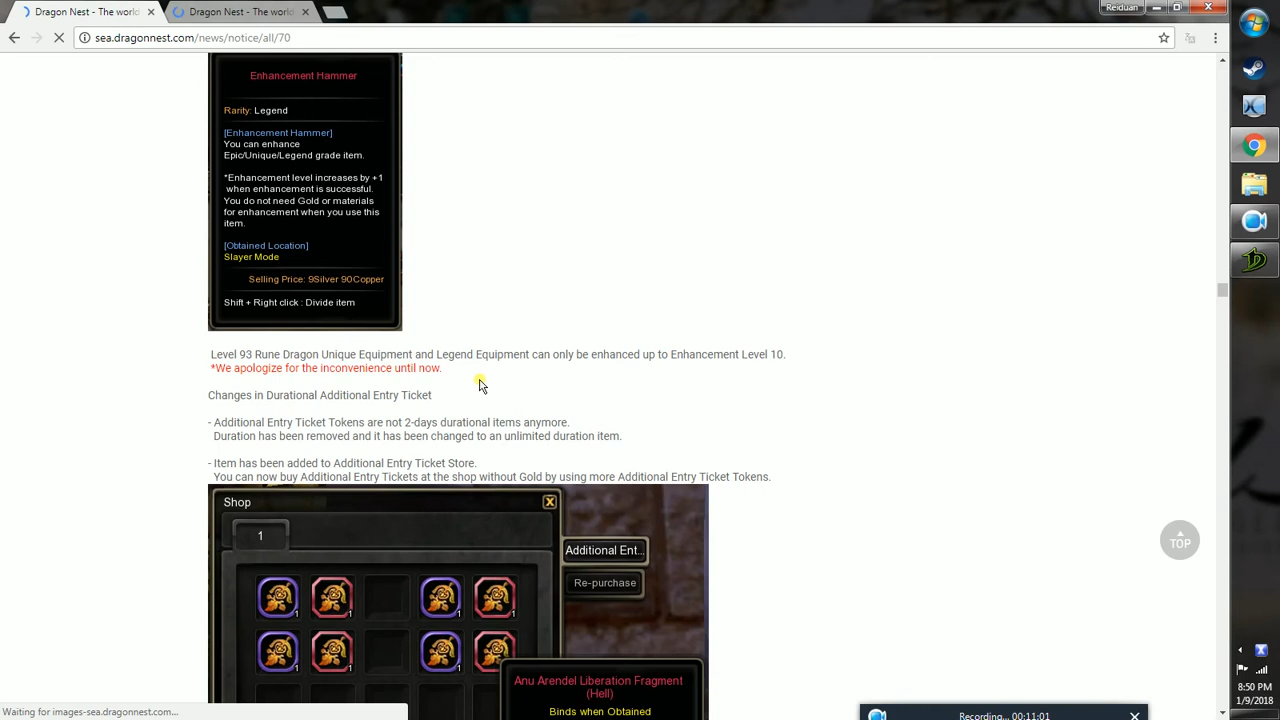 Dragon Nest - The world
Dragon Nest - The world
Reiduan
sea.dragonnest.com/news/notice/all/70
Enhancement Hammer
Rarity: Legend
[Enhancement Hammer]
You can enhance
Epic/Unique/Legend grade item.
*Enhancement level increases by +1
when enhancement is successful.
You do not need Gold or materials
for enhancement when you use this
item.
[Obtained Location]
Slayer Mode
Selling Price: 9Silver 90Copper
Shift + Right click : Divide item
Level 93 Rune Dragon Unique Equipment and Legend Equipment can only be enhanced up to Enhancement Level 10.
*We apologize for the inconvenience until now.
Changes in Durational Additional Entry Ticket
- Additional Entry Ticket Tokens are not 2-days durational items anymore.
Duration has been removed and it has been changed to an unlimited duration item.
- Item has been added to Additional Entry Ticket Store.
You can now buy Additional Entry Tickets at the shop without Gold by using more Additional Entry Ticket Tokens.
Shop
1
Additional Ent...
Re-purchase
1 1 1 1
1 1 1
Anu Arendel Liberation Fragment
(Hell)
Binds when Obtained
TOP
Waiting for images-sea.dragonnest.com...
Recording... 00:11:01
8:50 PM
1/9/2018